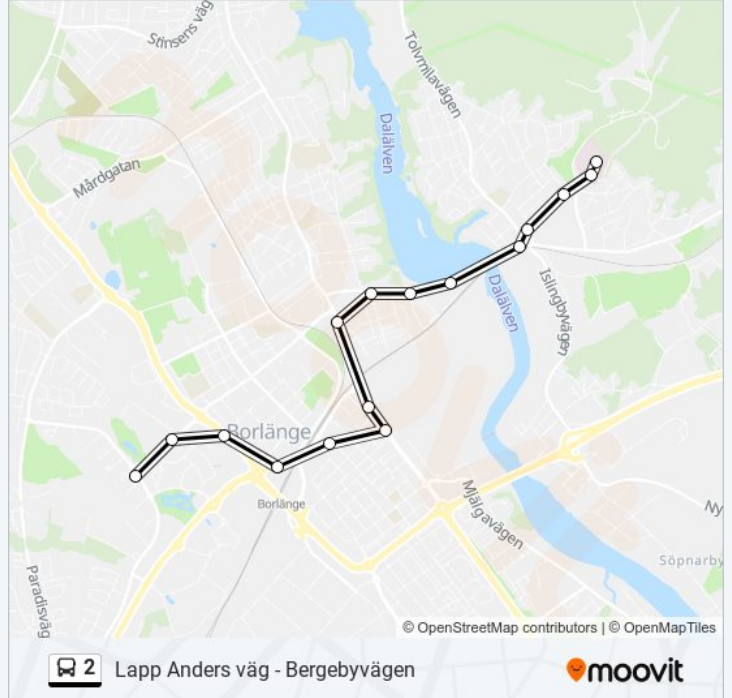 Stinsens väg
Tolvmilavägen
Dalälven
Mårdgatan
Dalälven
Islingbyvägen
Borlänge
Borlänge
Mjälgavägen
Ny
Söpnarby
Paradisväg
© OpenStreetMap contributors | © OpenMapTiles
2 Lapp Anders väg - Bergebyvägen
moovit